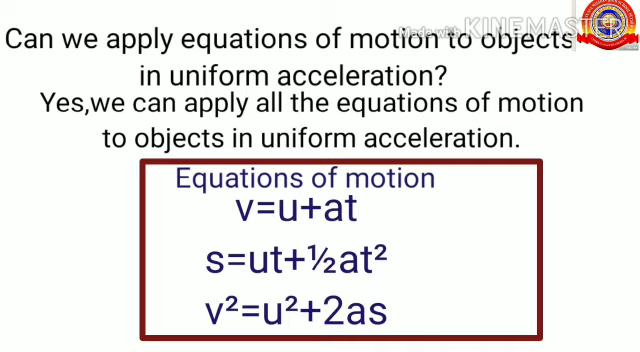 Made with KINEMASTER
Can we apply equations of motion to objects
in uniform acceleration?
Yes,we can apply all the equations of motion
to objects in uniform acceleration.
Equations of motion
v=u+at
s=ut+½at²
v²=u²+2as